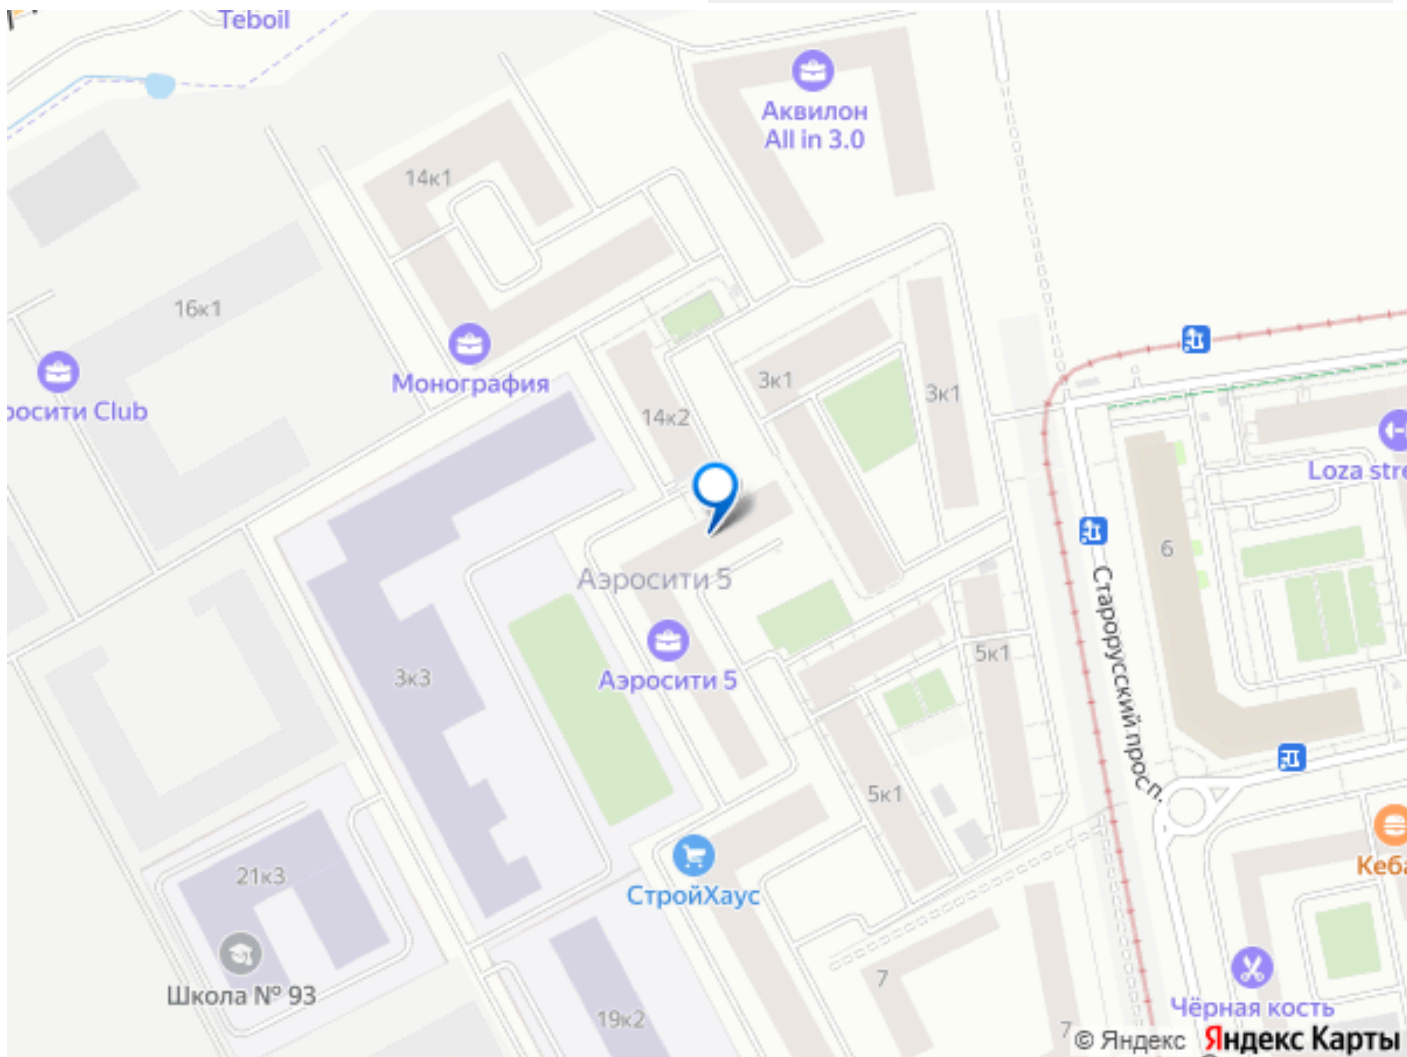 Teboil
Аквилон
All in 3.0
14к1
16к1
Монография
росити Club
3к1
3к1
14к2
Loza stre
6
Аэросити 5
Старорусский просп.
Аэросити 5
3к3
5к1
5к1
21к3
СтройХаус
Кеба
Школа № 93
7
19к2
Чёрная кость
7
© Яндекс Яндекс Карты